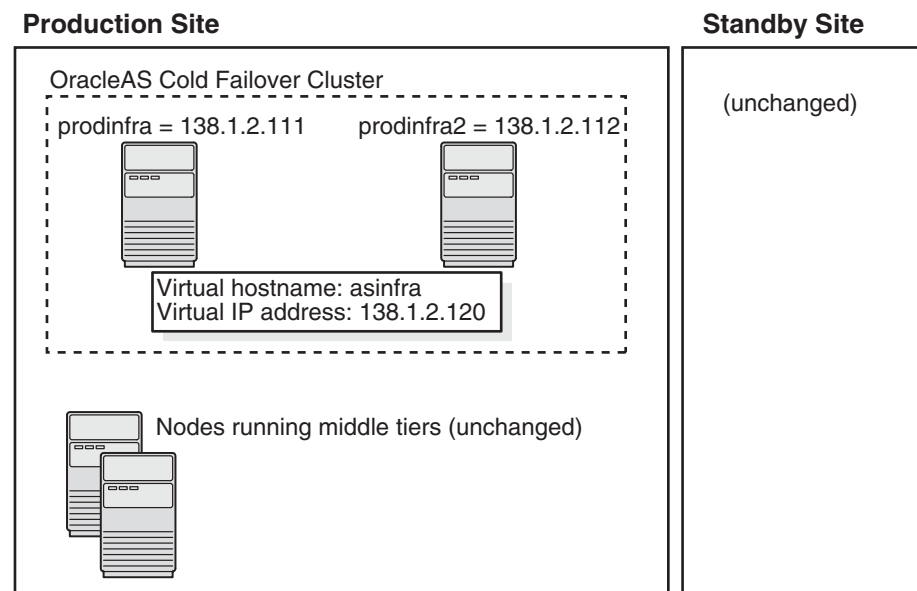 Production Site
Standby Site
OracleAS Cold Failover Cluster
prodinfra = 138.1.2.111
prodinfra2 = 138.1.2.112
Virtual hostname: asinfra
Virtual IP address: 138.1.2.120
Nodes running middle tiers (unchanged)
(unchanged)